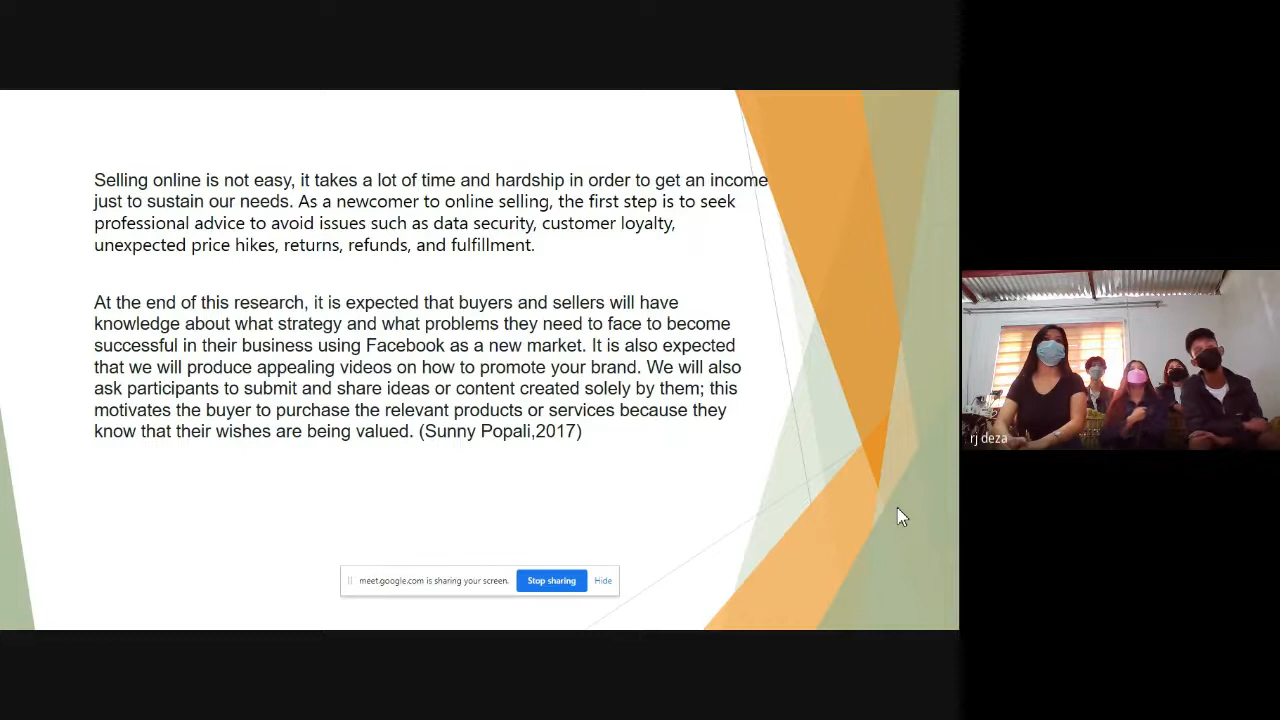 Selling online is not easy, it takes a lot of time and hardship in order to get an income
just to sustain our needs. As a newcomer to online selling, the first step is to seek
professional advice to avoid issues such as data security, customer loyalty,
unexpected price hikes, returns, refunds, and fulfillment.
At the end of this research, it is expected that buyers and sellers will have
knowledge about what strategy and what problems they need to face to become
successful in their business using Facebook as a new market. It is also expected
that we will produce appealing videos on how to promote your brand. We will also
ask participants to submit and share ideas or content created solely by them; this
motivates the buyer to purchase the relevant products or services because they
know that their wishes are being valued. (Sunny Popali,2017)
meet.google.com is sharing your screen.
Stop sharing
Hide
rj deza